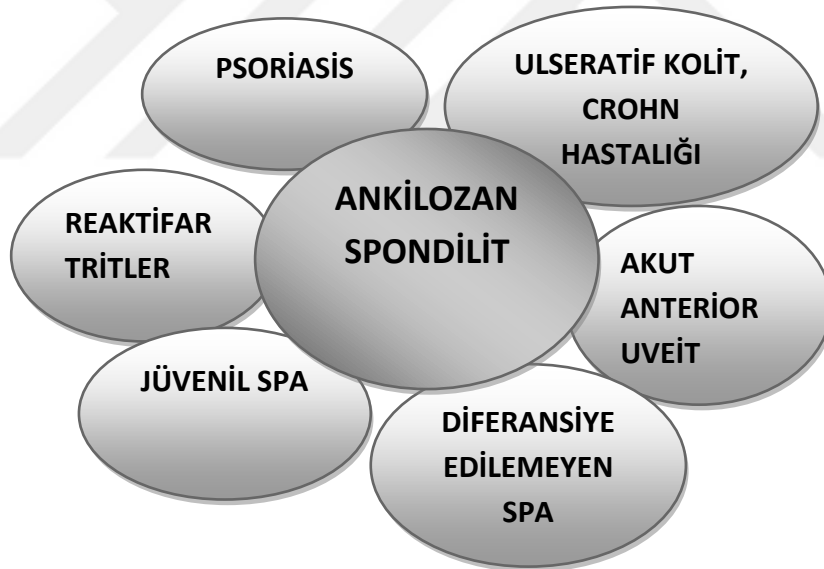 PSORİASİS
ULSERATİF KOLİT,
CROHN
HASTALIĞI
ANKİLOZAN
SPONDİLİT
REAKTİFAR
TRİTLER
AKUT
ANTERİOR
UVEİT
JÜVENİL SPA
DİFERANSİYE
EDİLEMEYEN
SPA